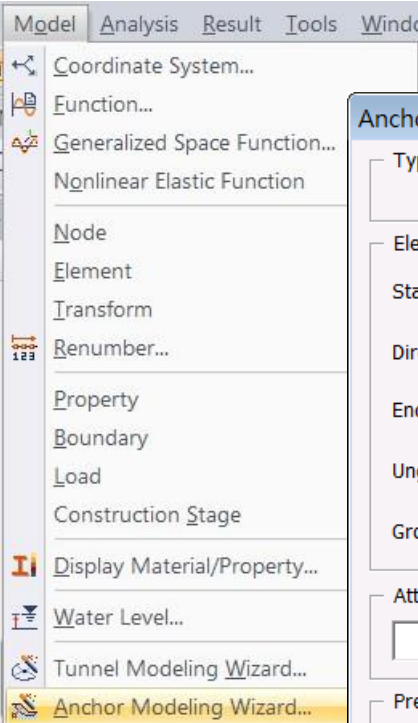 Model Analysis Result Tools
Coordinate System...
Function...
Generalized Space Function...
Nonlinear Elastic Function
Node
Element
Transform
123
Renumber...
Property
Boundary
Load
Construction Stage
Display Material/Property...
Water Level...
Tunnel Modeling Wizard...
Anchor Modeling Wizard...